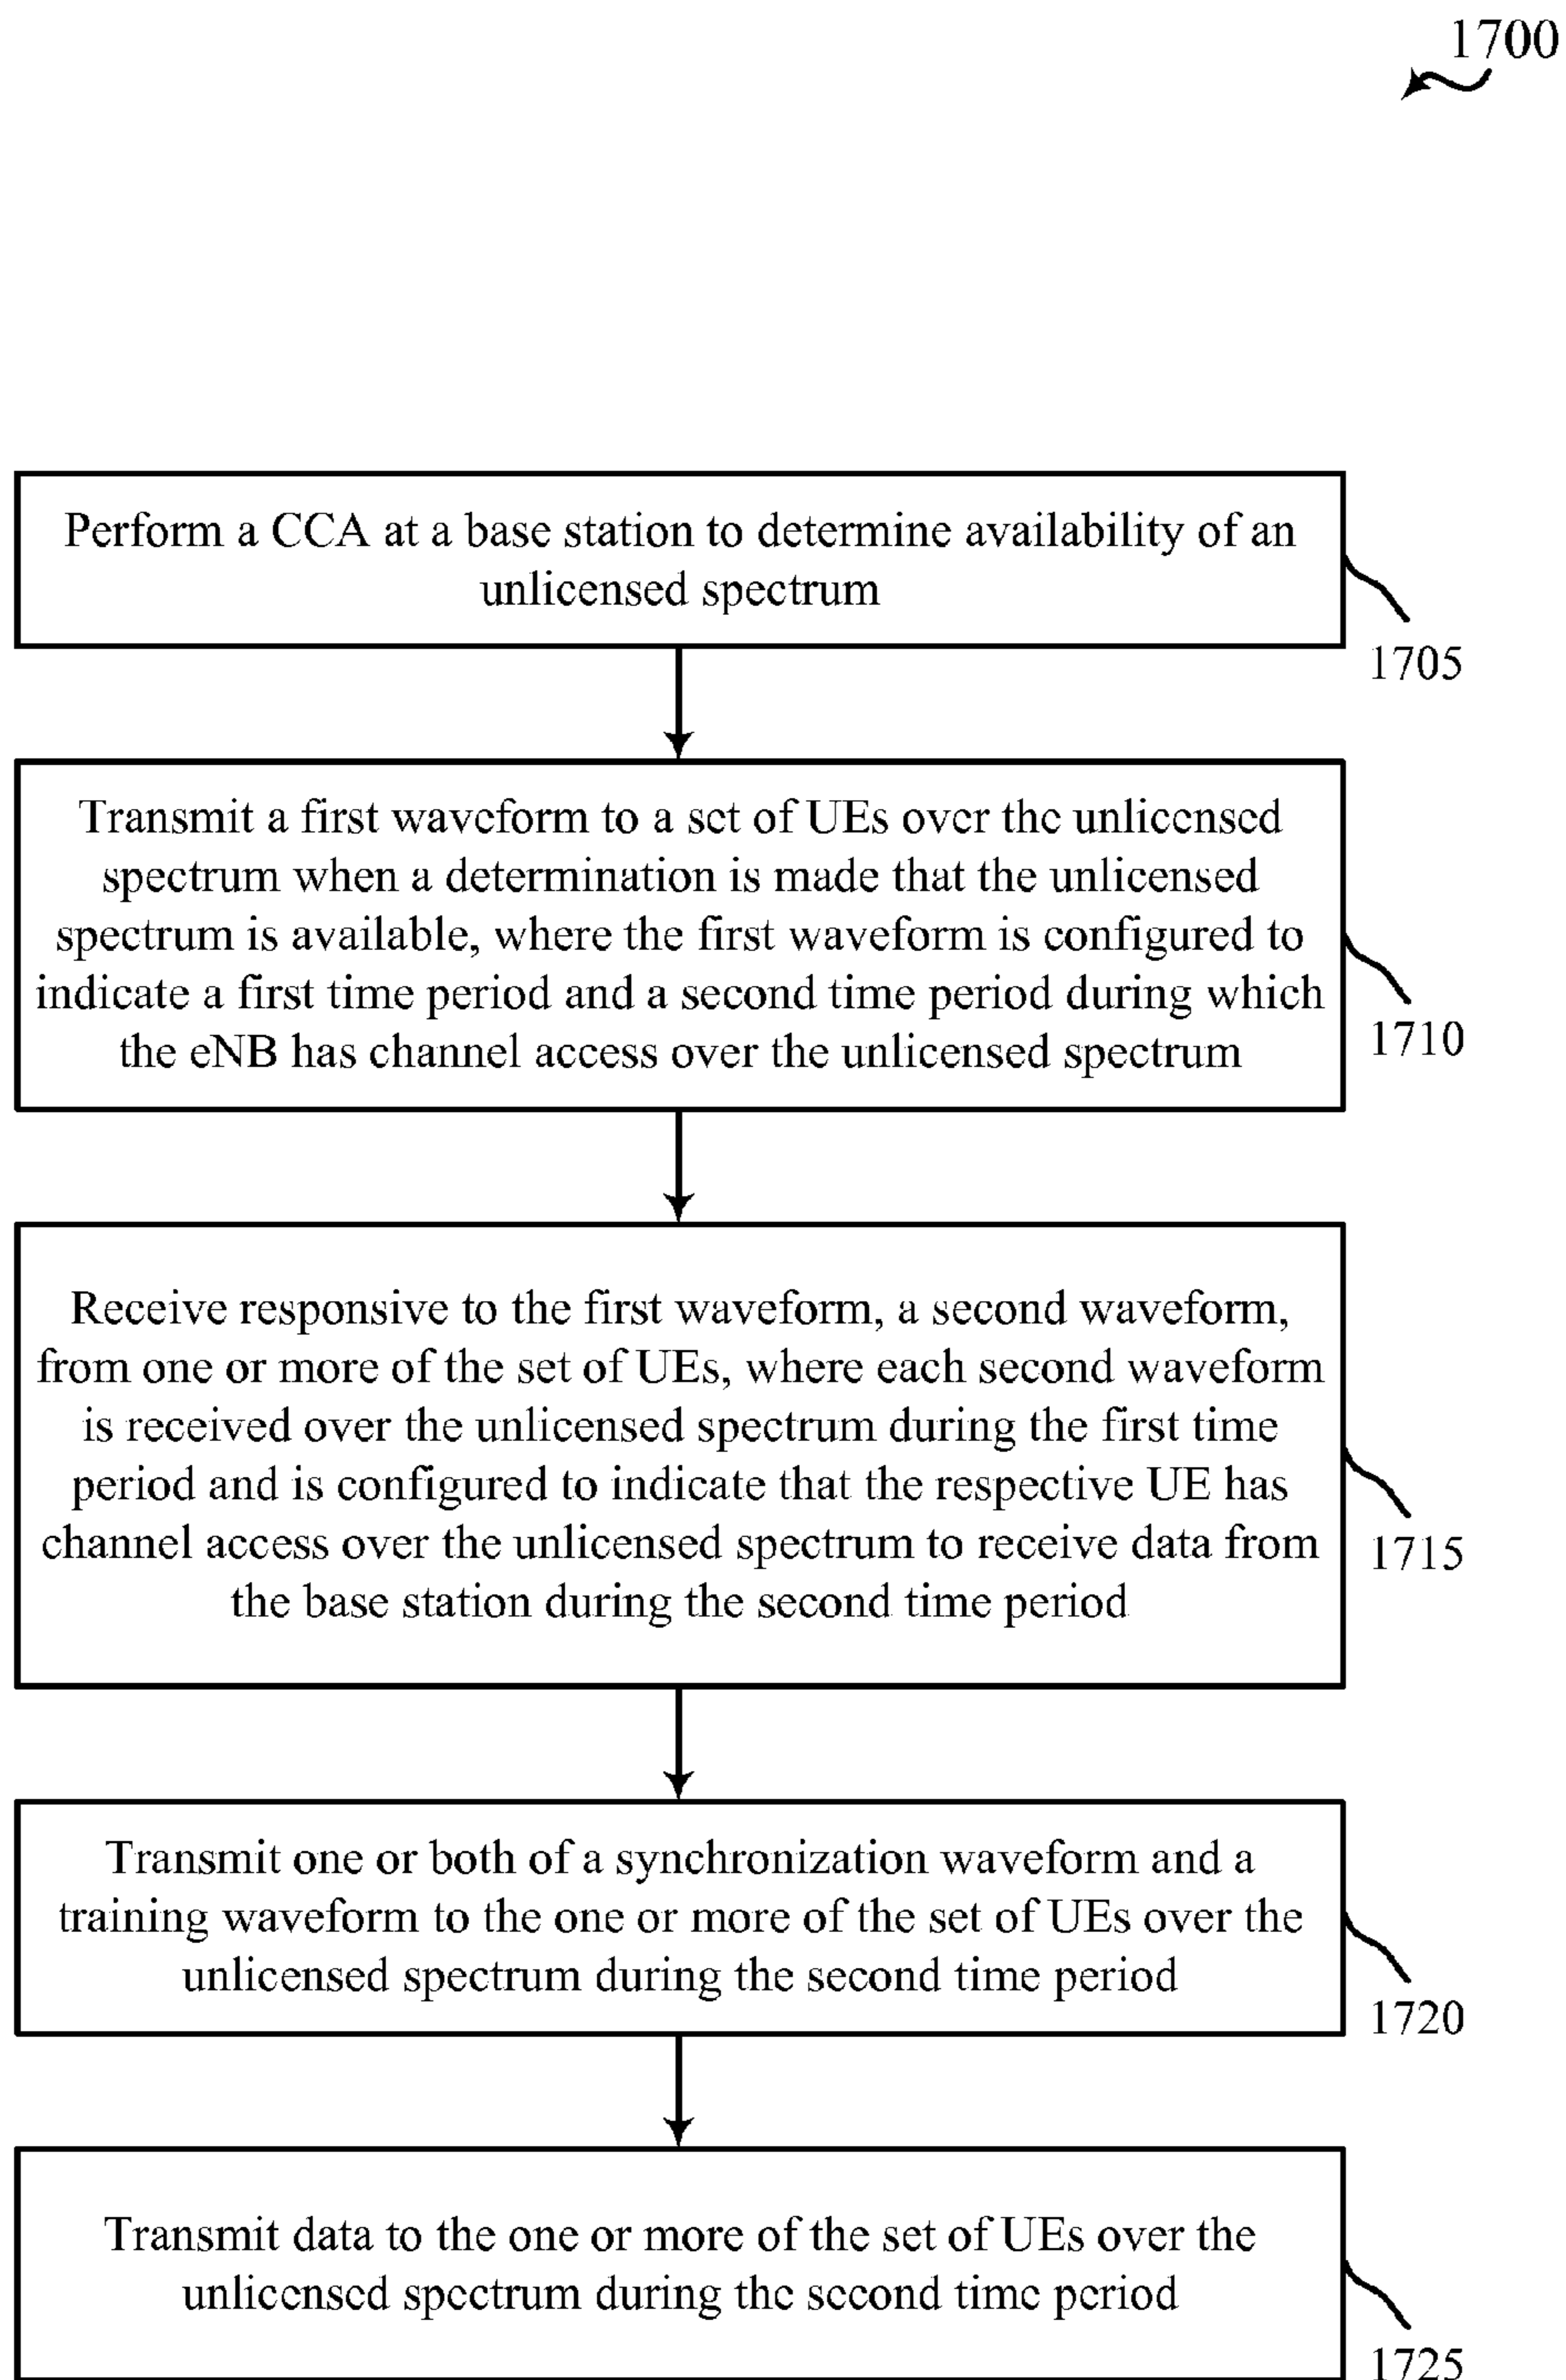 1700
Perform a CCA at a base station to determine availability of an
unlicensed spectrum
1705
Transmit a first waveform to a set of UEs over the unlicensed
spectrum when a determination is made that the unlicensed
spectrum is available, where the first waveform is configured to
indicate a first time period and a second time period during which
the eNB has channel access over the unlicensed spectrum
1710
Receive responsive to the first waveform, a second waveform,
from one or more of the set of UEs, where each second waveform
is received over the unlicensed spectrum during the first time
period and is configured to indicate that the respective UE has
channel access over the unlicensed spectrum to receive data from
the base station during the second time period
1715
Transmit one or both of a synchronization waveform and a
training waveform to the one or more of the set of UEs over the
unlicensed spectrum during the second time period
1720
Transmit data to the one or more of the set of UEs over the
unlicensed spectrum during the second time period
1725